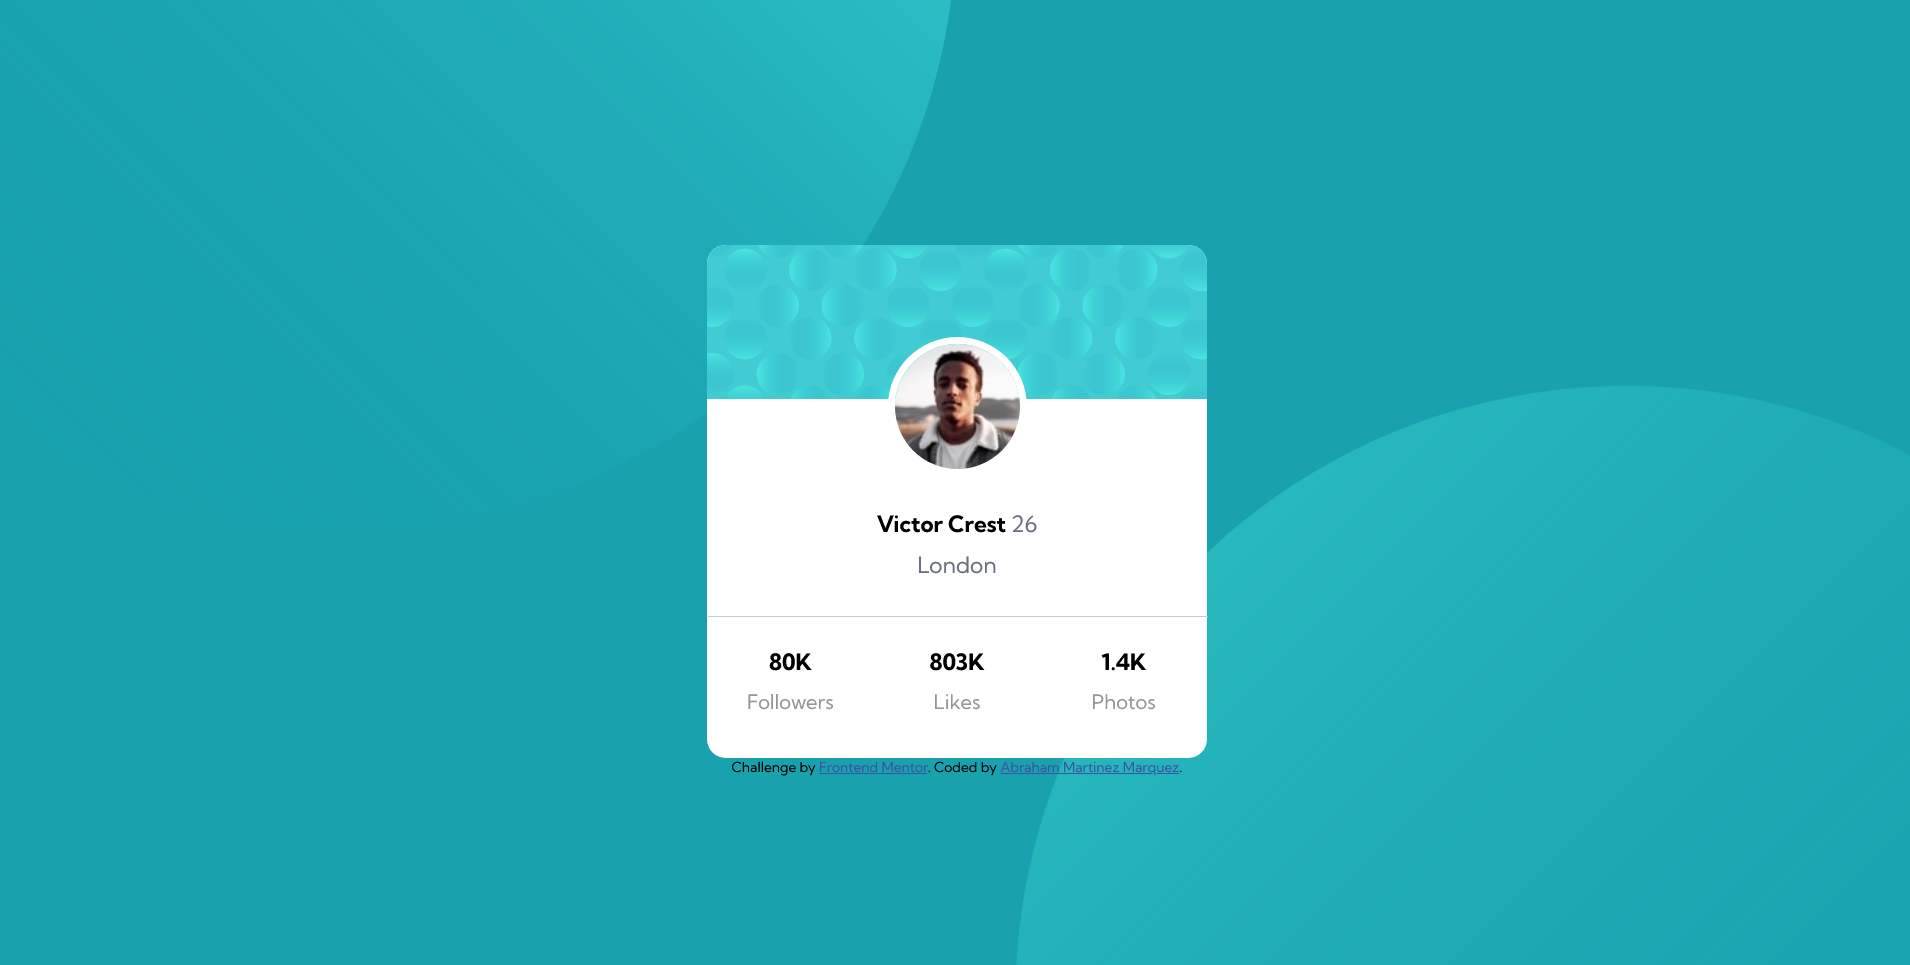 Victor Crest 26
London
80K 803K 1.4K
Followers Likes Photos
Challenge by Frontend Mentor. Coded by Abraham Martinez Marquez.